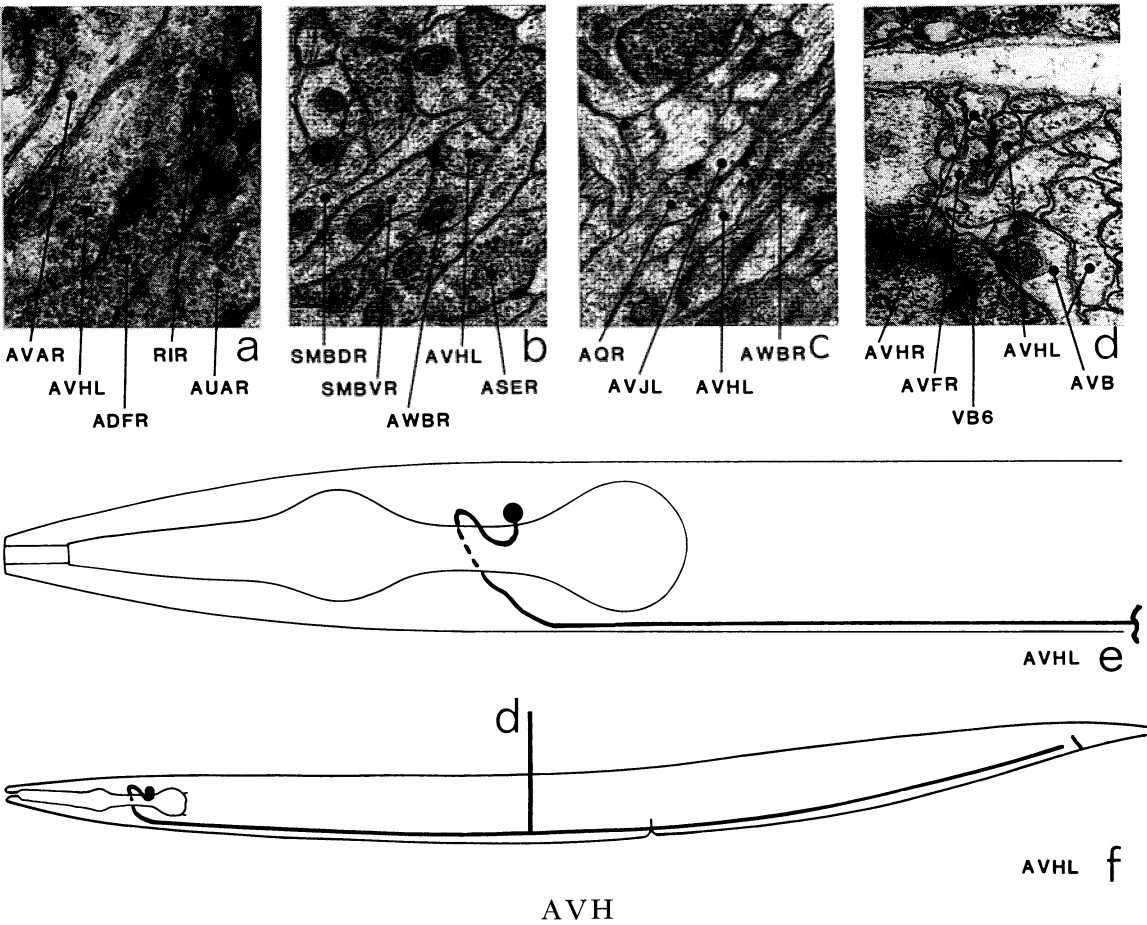 AVAR RIR a
AVHL AUAR
ADFR
SMBDR AVHL b
SMBVR ASER
AWBR
AQR AWBR c
AVJL AVHL
AVHR AVHL d
AVFR AVB
VB6
AVHL e
d
AVHL f
AVH